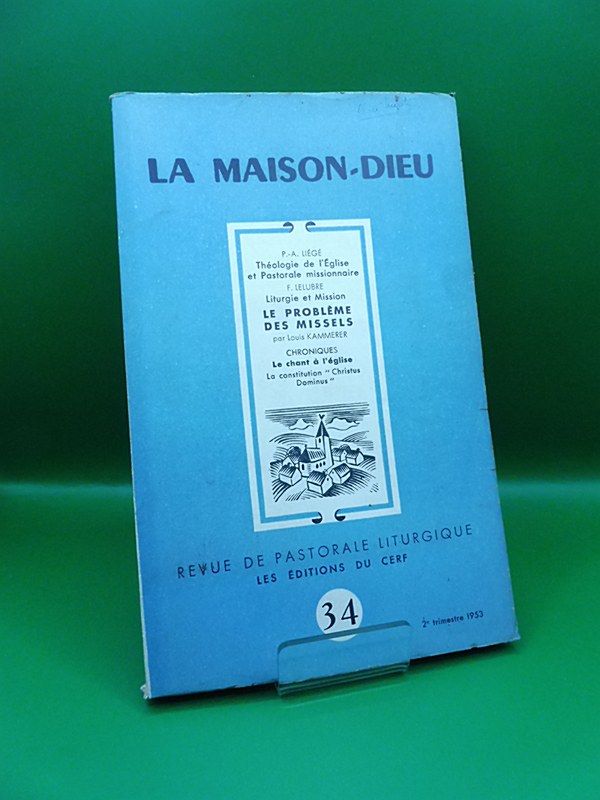 LA MAISON-DIEU
P.-A. LIÉGÉ
Théologie de l'Église
et Pastorale missionnaire
F. LELUBRE
Liturgie et Mission
LE PROBLÈME
DES MISSELS
par Louis KAMMERER
CHRONIQUES
Le chant à l'église
La constitution "Christus
Dominus"
REVUE DE PASTORALE LITURGIQUE
LES ÉDITIONS DU CERF
34
2e trimestre 1953